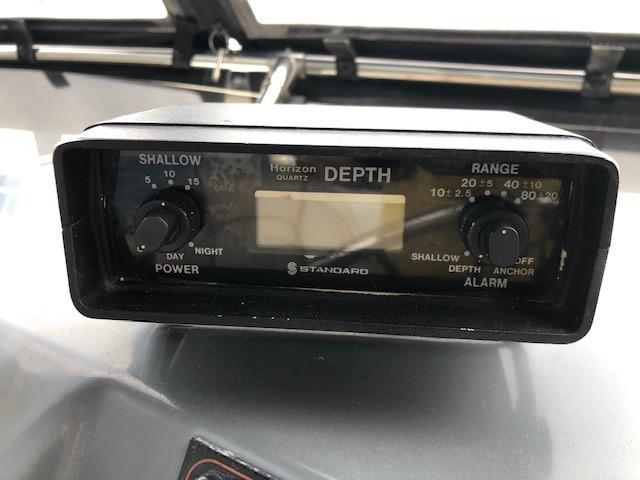 SHALLOW
5 10 15
DAY NIGHT
POWER
Horizon
QUARTZ
DEPTH
STANDARD
RANGE
20±5 40±10
10±2.5 80±20
SHALLOW OFF
DEPTH ANCHOR
ALARM